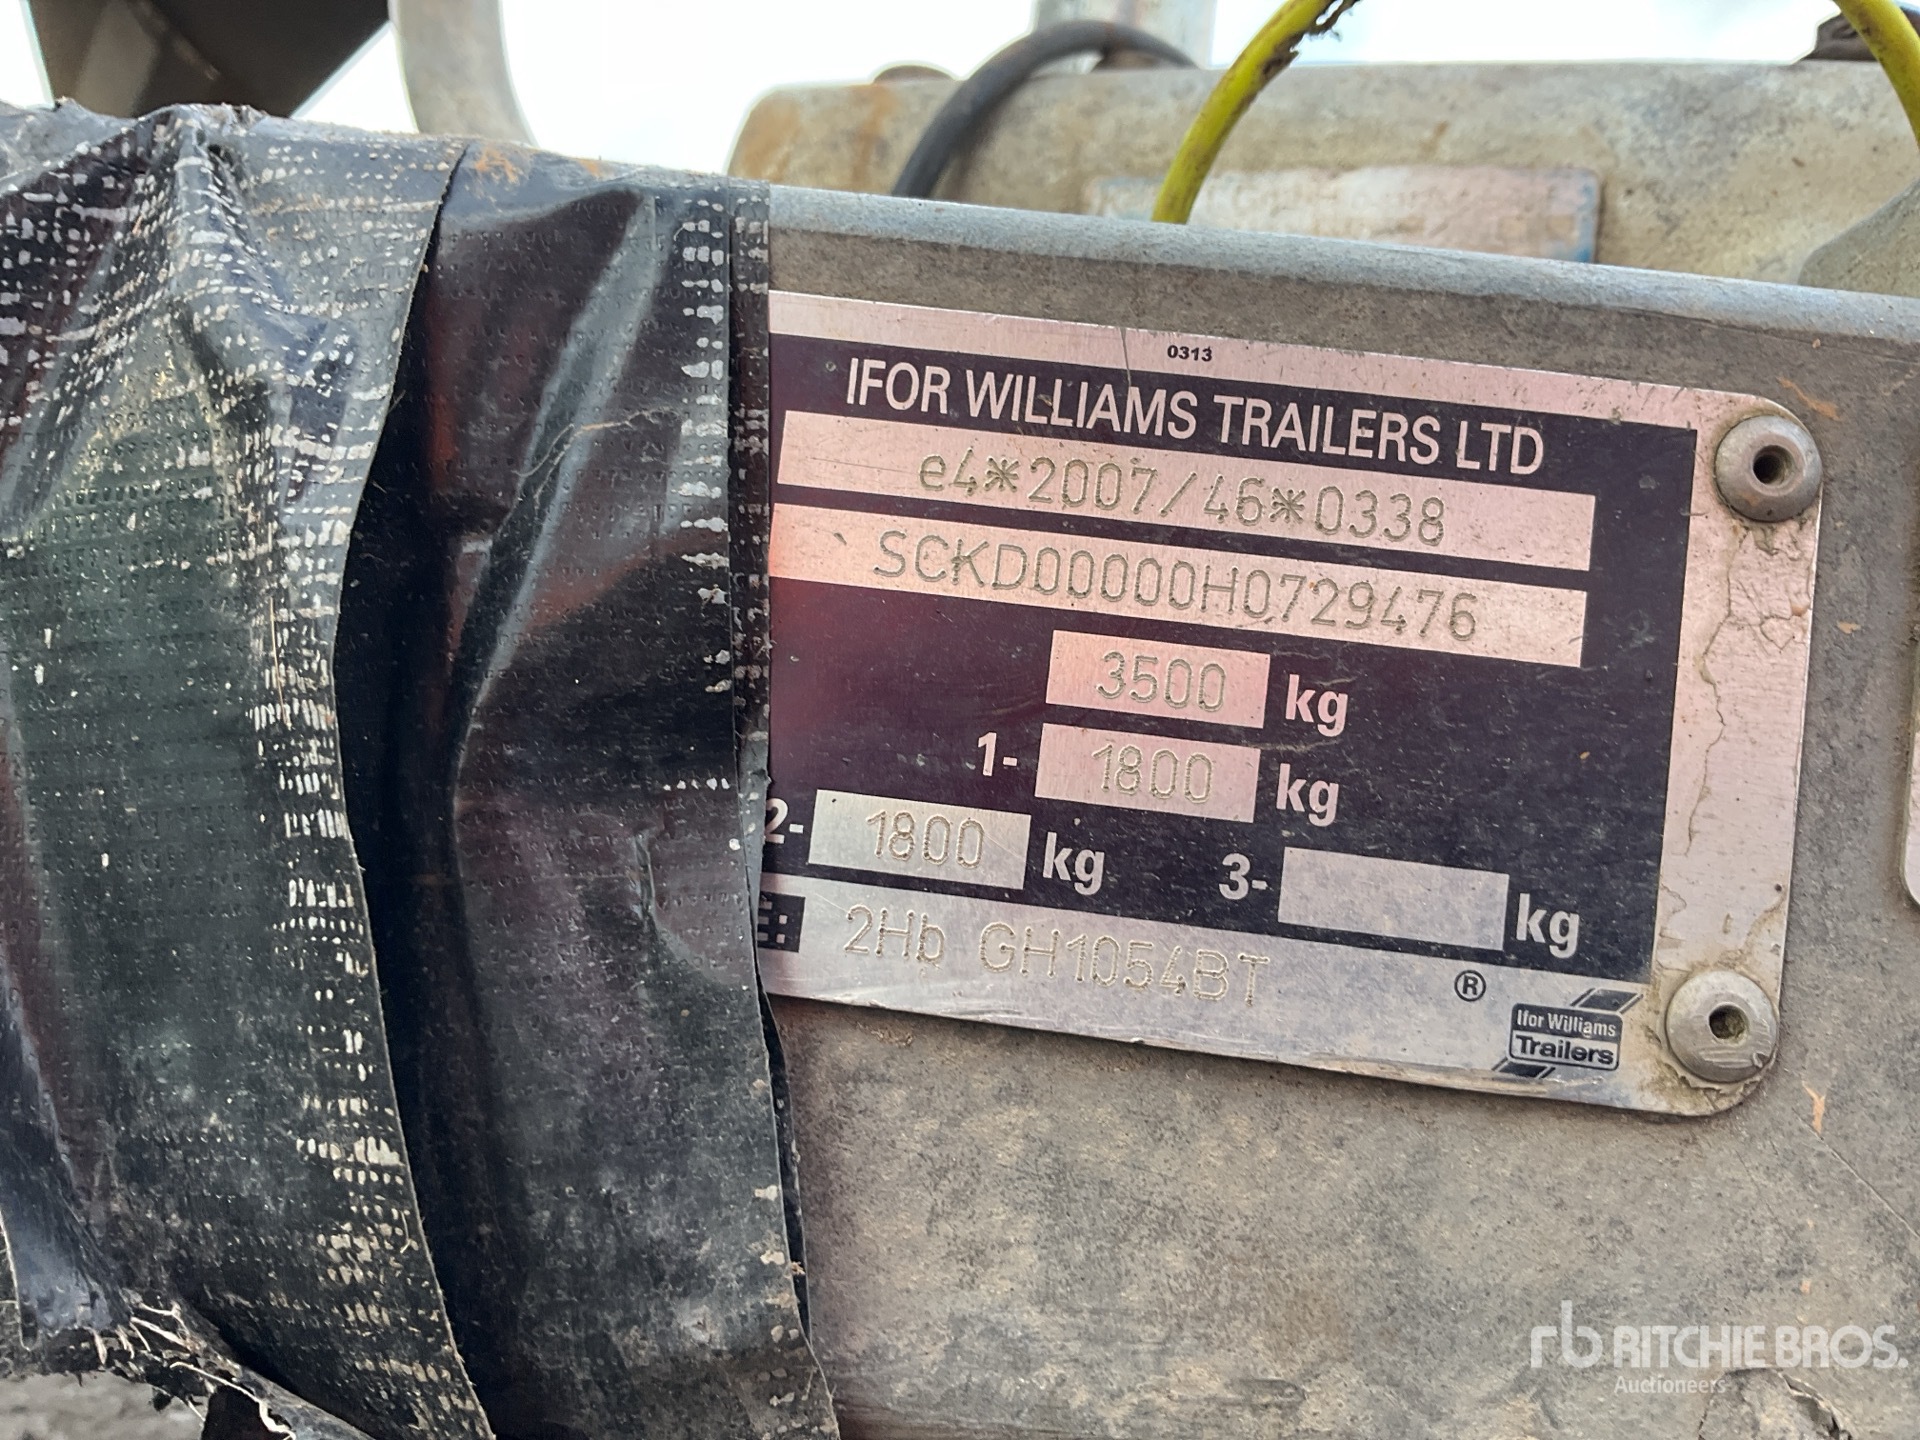 0313
IFOR WILLIAMS TRAILERS LTD
e4*2007/46*0338
SCKD00000H0729476
3500 kg
1- 1800 kg
2- 1800 kg 3- kg
E: 2Hb GH1054BT
®
Ifor Williams
Trailers
rb RITCHIE BROS.
Auctioneers